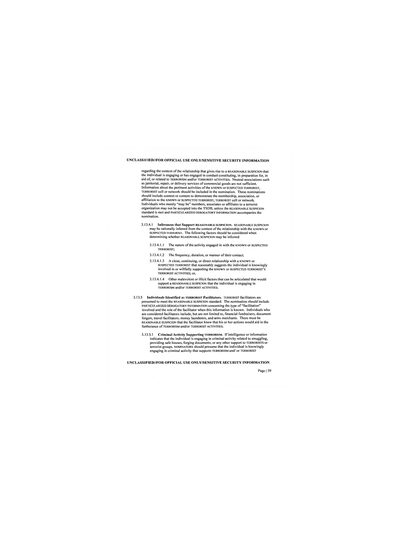 UNCLASSIFIED//FOR OFFICIAL USE ONLY/SENSITIVE SECURITY INFORMATION
regarding the context of the relationship that gives rise to a REASONABLE SUSPICION that
the individual is engaging or has engaged in conduct constituting, in preparation for, in
aid of, or related to TERRORISM and/or TERRORIST ACTIVITIES. Neutral associations such
as janitorial, repair, or delivery services of commercial goods are not sufficient.
Information about the pertinent activities of the KNOWN or SUSPECTED TERRORIST,
TERRORIST cell or network should be included in the nomination. These nominations
should include context or content to demonstrate the membership, association, or
affiliation to the KNOWN or SUSPECTED TERRORIST, TERRORIST cell or network.
Individuals who merely "may be" members, associates or affiliates to a terrorist
organization may not be accepted into the TSDB, unless the REASONABLE SUSPICION
standard is met and PARTICULARIZED DEROGATORY INFORMATION accompanies the
nomination.
3.13.4.1 Inferences that Support REASONABLE SUSPICION. REASONABLE SUSPICION
may be rationally inferred from the context of the relationship with the KNOWN or
SUSPECTED TERRORIST. The following factors should be considered when
determining whether REASONABLE SUSPICION may be inferred:
3.13.4.1.1 The nature of the activity engaged in with the KNOWN or SUSPECTED
TERRORIST;
3.13.4.1.2 The frequency, duration, or manner of their contact;
3.13.4.1.3 A close, continuing, or direct relationship with a KNOWN or
SUSPECTED TERRORIST that reasonably suggests the individual is knowingly
involved in or willfully supporting the KNOWN or SUSPECTED TERRORIST'S
TERRORIST ACTIVITIES; or,
3.13.4.1.4 Other malevolent or illicit factors that can be articulated that would
support a REASONABLE SUSPICION that the individual is engaging in
TERRORISM and/or TERRORIST ACTIVITIES.
3.13.5 Individuals Identified as TERRORIST Facilitators. TERRORIST facilitators are
presumed to meet the REASONABLE SUSPICION standard. The nomination should include
PARTICULARIZED DEROGATORY INFORMATION concerning the type of "facilitation"
involved and the role of the facilitator when this information is known. Individuals who
are considered facilitators include, but are not limited to, financial fundraisers, document
forgers, travel facilitators, money launderers, and arms merchants. There must be
REASONABLE SUSPICION that the facilitator knew that his or her actions would aid in the
furtherance of TERRORISM and/or TERRORIST ACTIVITIES.
3.13.5.1 Criminal Activity Supporting TERRORISM. If intelligence or information
indicates that the individual is engaging in criminal activity related to smuggling,
providing safe houses, forging documents, or any other support to TERRORISTS or
terrorist groups, NOMINATORS should presume that the individual is knowingly
engaging in criminal activity that supports TERRORISM and/ or TERRORIST
UNCLASSIFIED//FOR OFFICIAL USE ONLY/SENSITIVE SECURITY INFORMATION
Page | 39